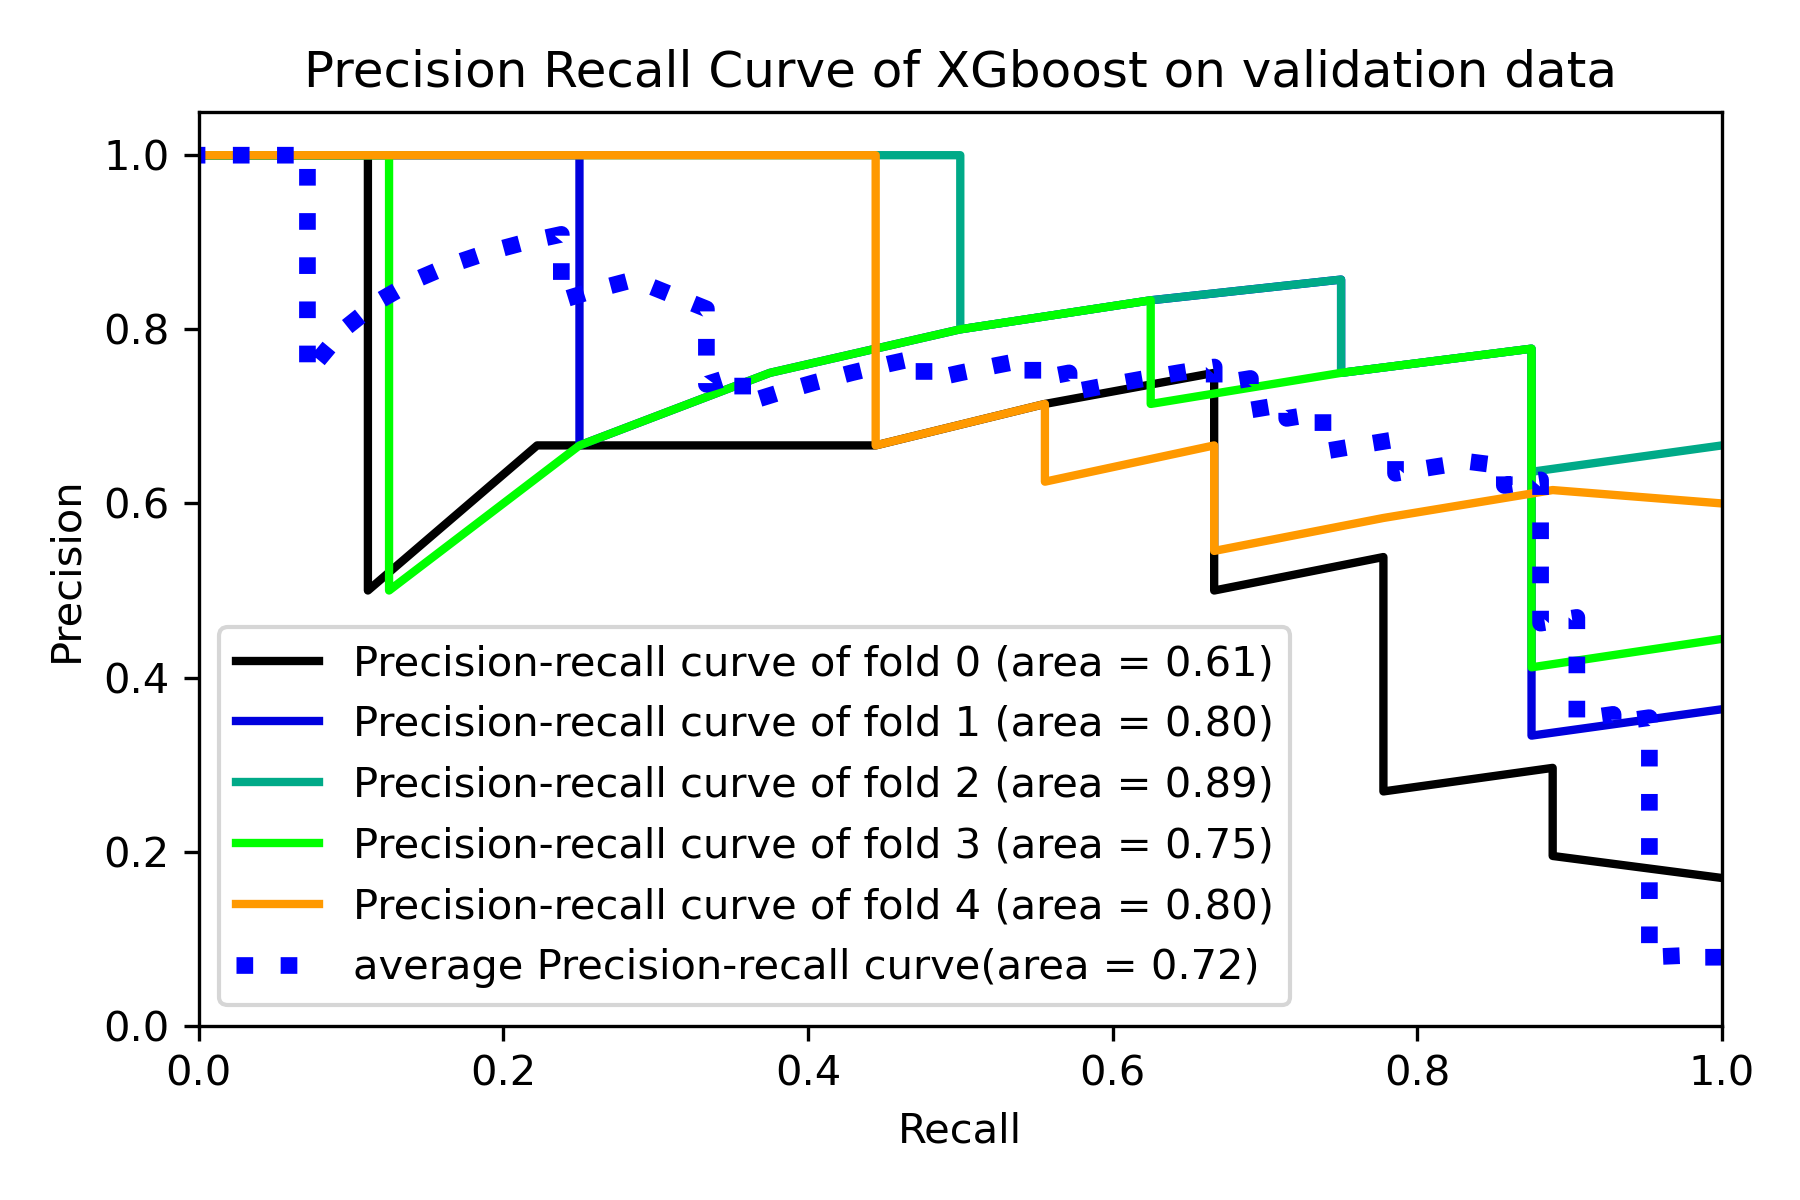 Precision Recall Curve of XGboost on validation data
1.0
0.8
0.6
0.4
0.2
0.0
Precision
Precision-recall curve of fold 0 (area = 0.61)
Precision-recall curve of fold 1 (area = 0.80)
Precision-recall curve of fold 2 (area = 0.89)
Precision-recall curve of fold 3 (area = 0.75)
Precision-recall curve of fold 4 (area = 0.80)
average Precision-recall curve(area = 0.72)
0.0 0.2 0.4 0.6 0.8 1.0
Recall